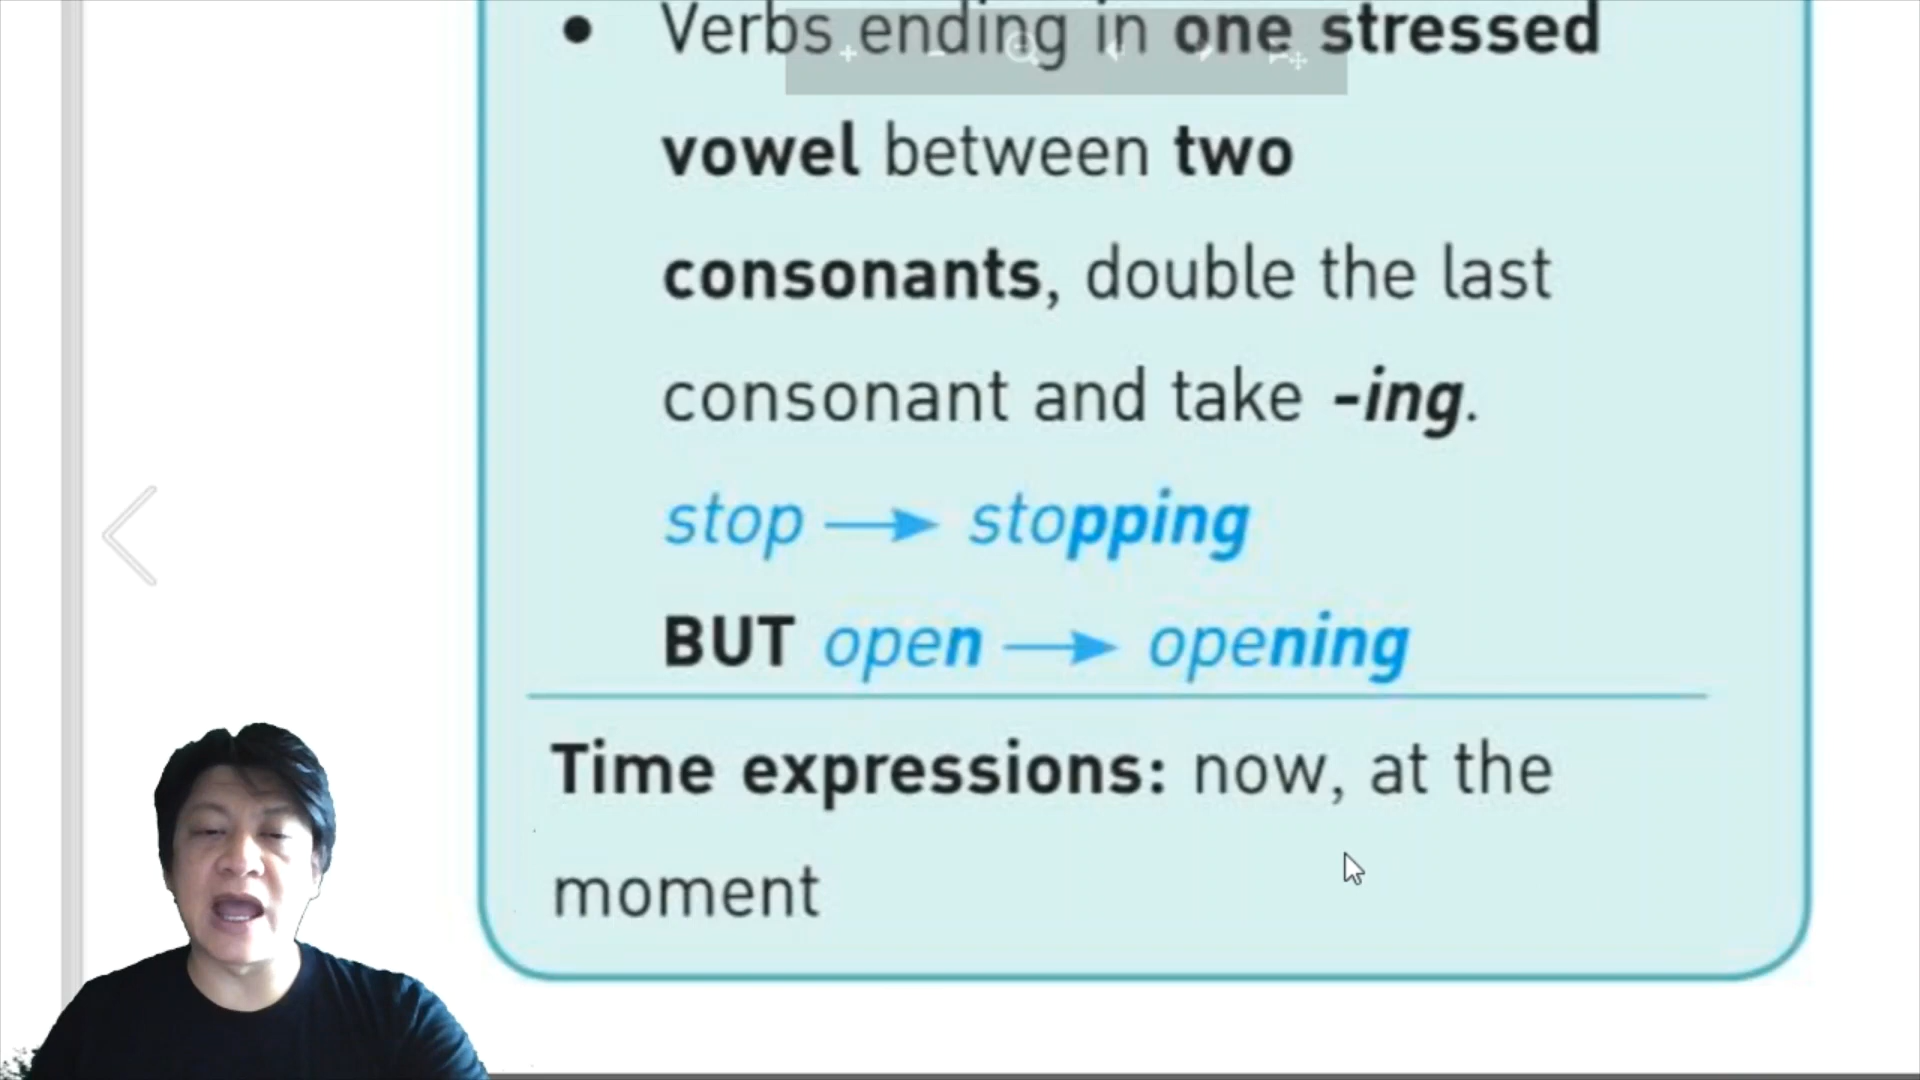 • Verbs ending in one stressed
vowel between two
consonants, double the last
consonant and take -ing.
stop → stopping
BUT open → opening
Time expressions: now, at the
moment